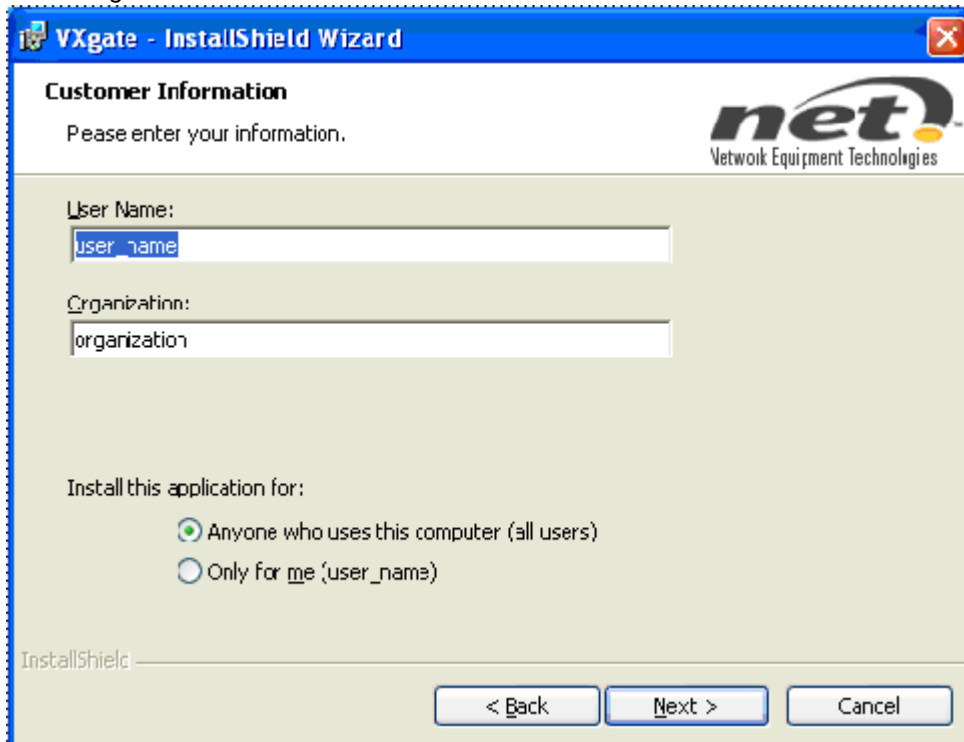 VXgate - InstallShield Wizard
Customer Information
Pease enter your information.
net
Network Equipment Technologies
User Name:
user_name
Organization:
organization
Install this application for:
Anyone who uses this computer (all users)
Only for me (user_name)
InstallShield
< Back
Next >
Cancel